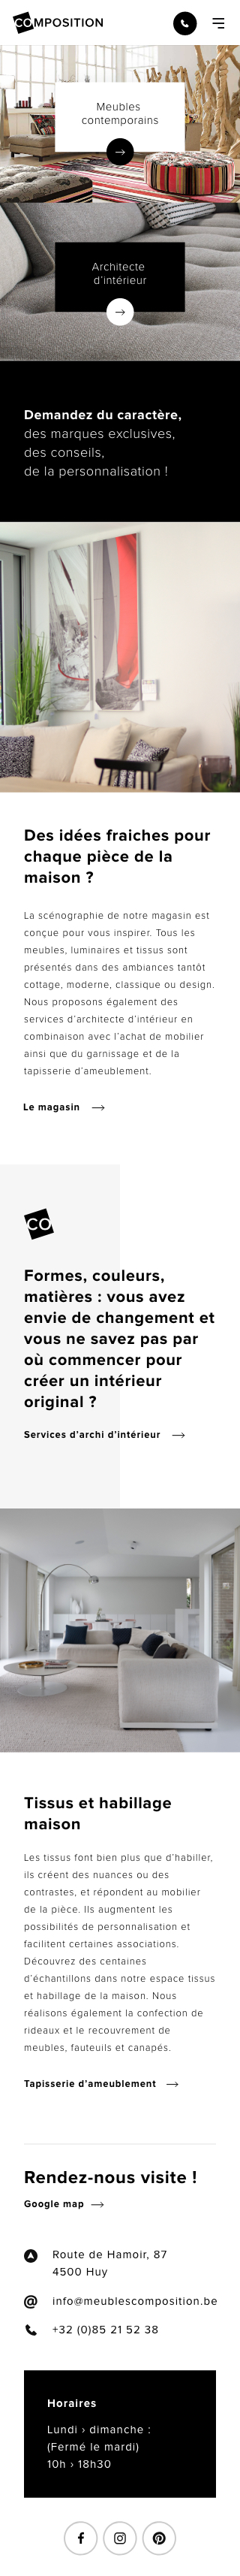 COMPOSITION
Meubles
contemporains
Architecte
d'intérieur
Demandez du caractère,
des marques exclusives,
des conseils,
de la personnalisation !
Des idées fraiches pour
chaque pièce de la
maison ?
La scénographie de notre magasin est
conçue pour vous inspirer. Tous les
meubles, luminaires et tissus sont
présentés dans des ambiances tantôt
cottage, moderne, classique ou design.
Nous proposons également des
services d'architecte d'intérieur en
combinaison avec l'achat de mobilier
ainsi que du garnissage et de la
tapisserie d'ameublement.
Le magasin
CO
Formes, couleurs,
matières : vous avez
envie de changement et
vous ne savez pas par
où commencer pour
créer un intérieur
original ?
Services d'archi d'intérieur
Tissus et habillage
maison
Les tissus font bien plus que d'habiller,
ils créent des nuances ou des
contrastes, et répondent au mobilier
de la pièce. Ils augmentent les
possibilités de personnalisation et
facilitent certaines associations.
Découvrez des centaines
d'échantillons dans notre espace tissus
et habillage de la maison. Nous
réalisons également la confection de
rideaux et le recouvrement de
meubles, fauteuils et canapés.
Tapisserie d'ameublement
Rendez-nous visite !
Google map
Route de Hamoir, 87
4500 Huy
info@meublescomposition.be
+32 (0)85 21 52 38
Horaires
Lundi › dimanche :
(Fermé le mardi)
10h › 18h30